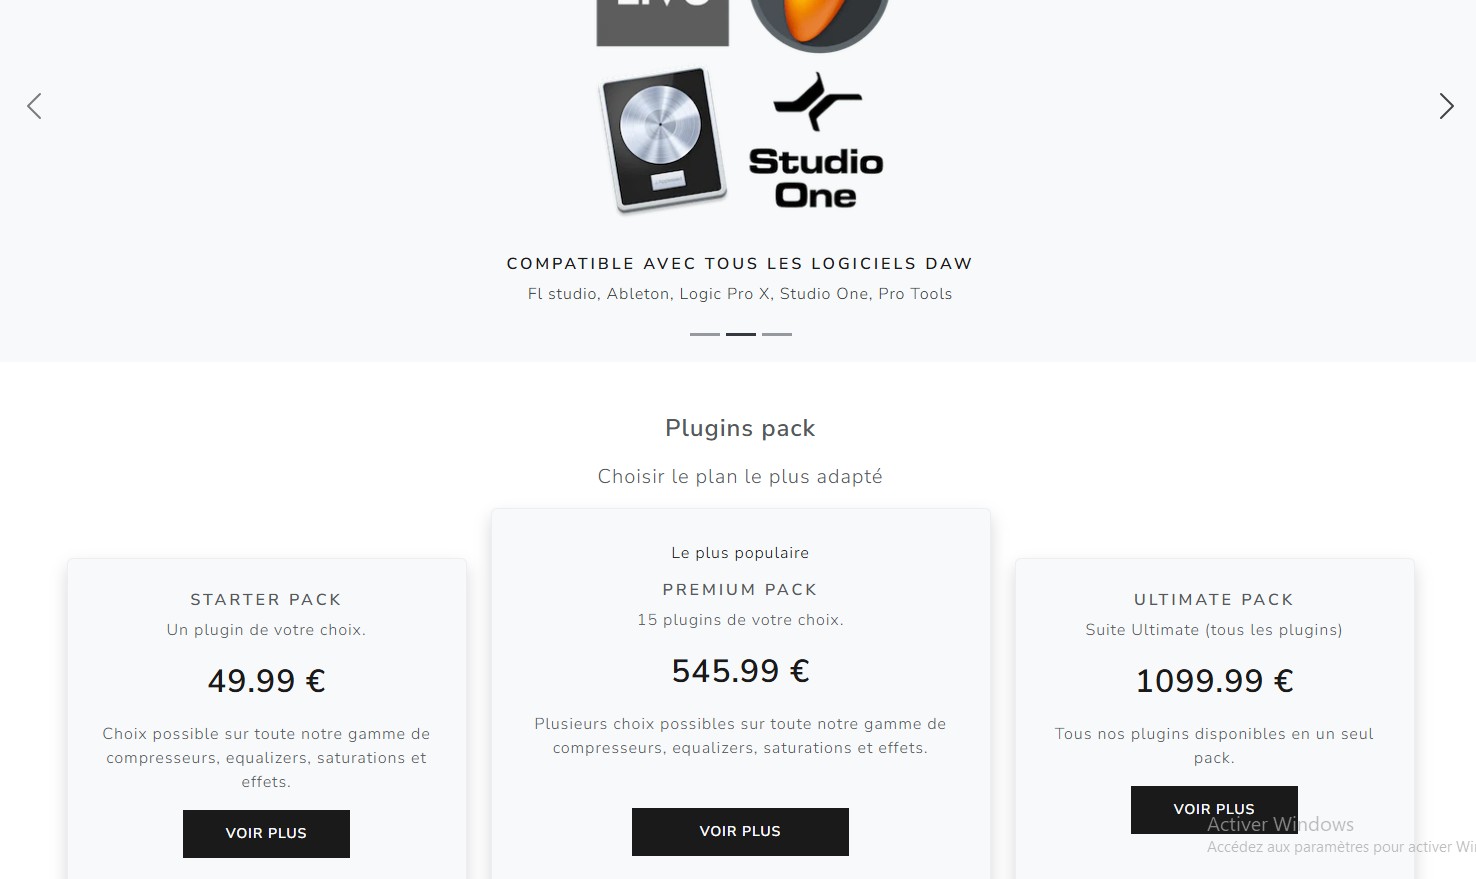 Studio
One
COMPATIBLE AVEC TOUS LES LOGICIELS DAW
Fl studio, Ableton, Logic Pro X, Studio One, Pro Tools
Plugins pack
Choisir le plan le plus adapté
STARTER PACK
Un plugin de votre choix.
49.99 €
Choix possible sur toute notre gamme de
compresseurs, equalizers, saturations et
effets.
VOIR PLUS
Le plus populaire
PREMIUM PACK
15 plugins de votre choix.
545.99 €
Plusieurs choix possibles sur toute notre gamme de
compresseurs, equalizers, saturations et effets.
VOIR PLUS
ULTIMATE PACK
Suite Ultimate (tous les plugins)
1099.99 €
Tous nos plugins disponibles en un seul
pack.
VOIR PLUS
Activer Windows
Accédez aux paramètres pour activer